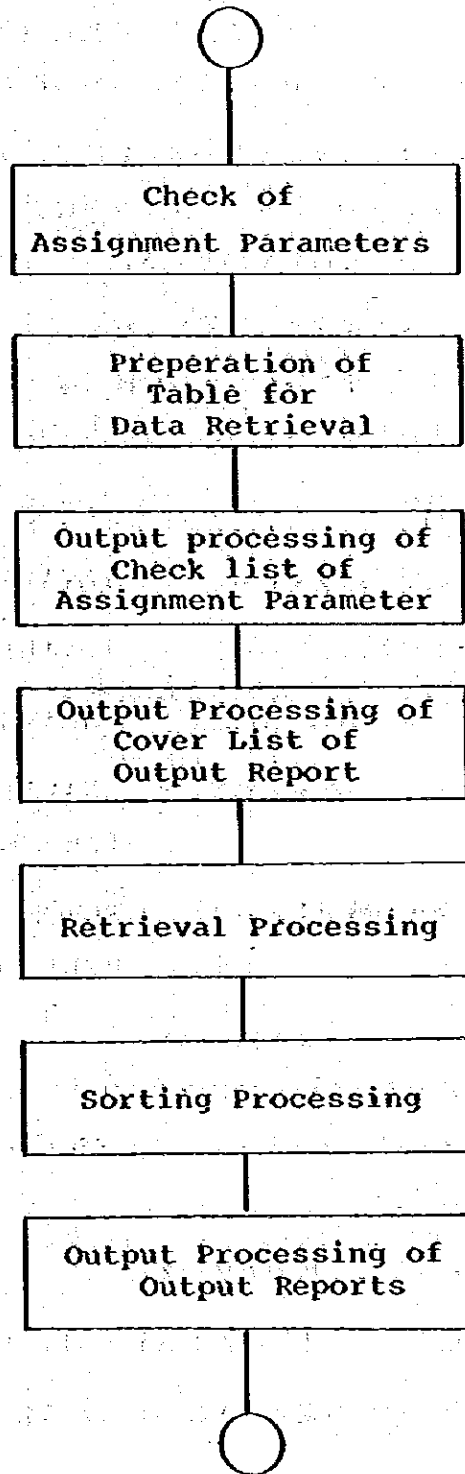 Check of
Assignment Parameters
Preperation of
Table for
Data Retrieval
Output processing of
Check list of
Assignment Parameter
Output Processing of
Cover List of
Output Report
Retrieval Processing
Sorting Processing
Output Processing of
Output Reports